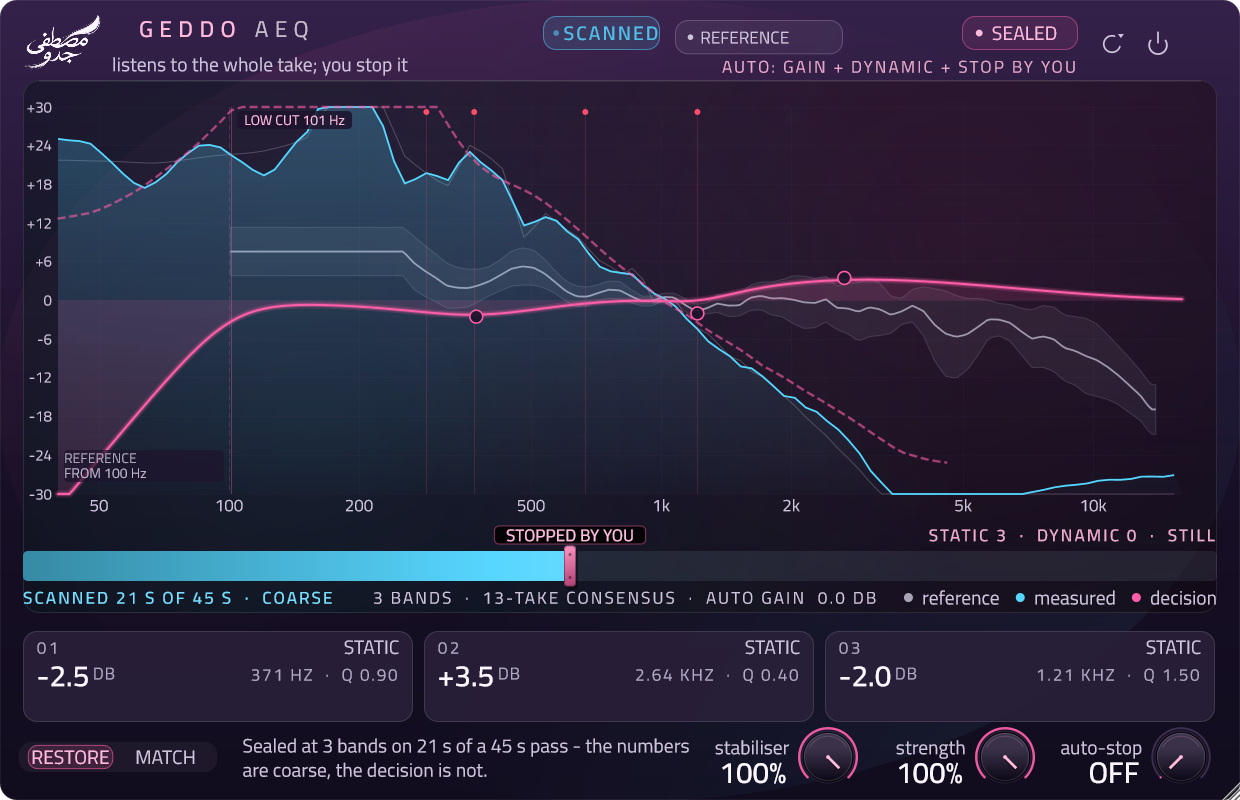 مصطفى
جدو
GEDDO AEQ
listens to the whole take; you stop it
SCANNED
REFERENCE
SEALED
AUTO: GAIN + DYNAMIC + STOP BY YOU
+30
+24
+18
+12
+6
0
-6
-12
-18
-24
-30
LOW CUT 101 Hz
REFERENCE
FROM 100 Hz
50 100 200 500 1k 2k 5k 10k
STOPPED BY YOU
STATIC 3 · DYNAMIC 0 · STILL
SCANNED 21 S OF 45 S · COARSE
3 BANDS · 13-TAKE CONSENSUS · AUTO GAIN 0.0 DB
reference measured decision
01 STATIC
-2.5 DB 371 HZ · Q 0.90
02 STATIC
+3.5 DB 2.64 KHZ · Q 0.40
03 STATIC
-2.0 DB 1.21 KHZ · Q 1.50
RESTORE MATCH
Sealed at 3 bands on 21 s of a 45 s pass - the numbers
are coarse, the decision is not.
stabiliser
100%
strength
100%
auto-stop
OFF